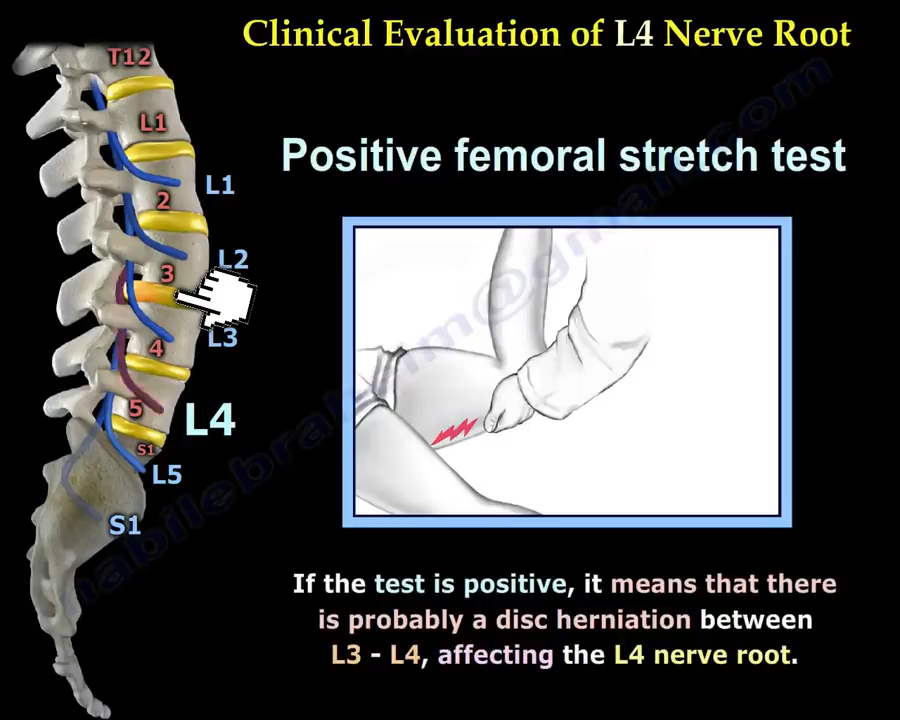 Clinical Evaluation of L4 Nerve Root
T12
L1
Positive femoral stretch test
L1
2
L2
3
L3
4
L4
5
S1
L5
S1
If the test is positive, it means that there
is probably a disc herniation between
L3 - L4, affecting the L4 nerve root.